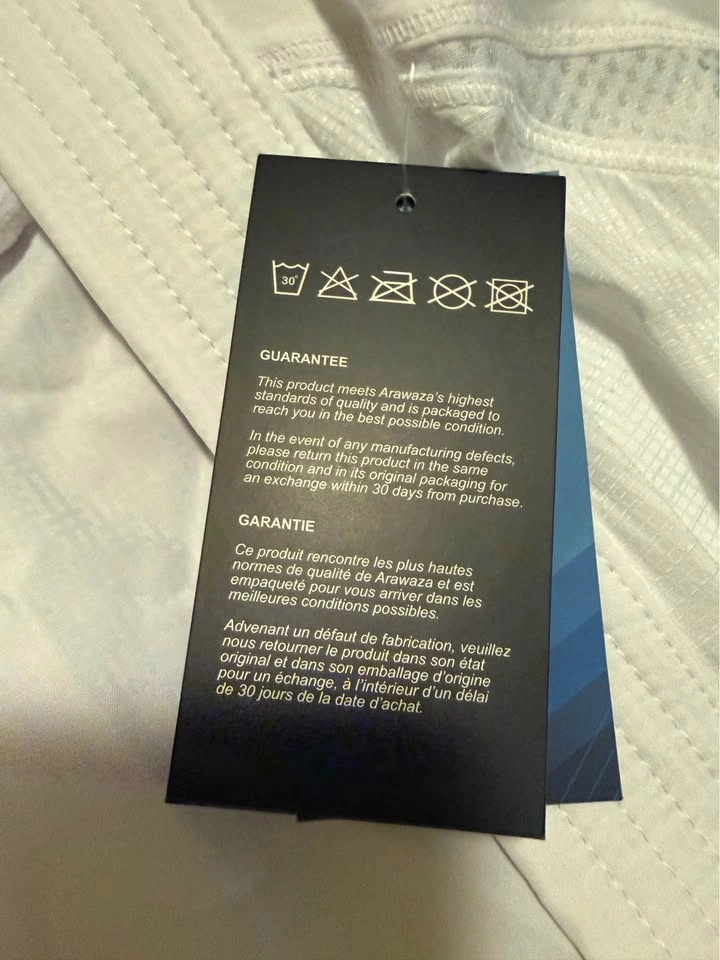 30°
GUARANTEE
This product meets Arawaza's highest
standards of quality and is packaged to
reach you in the best possible condition.
In the event of any manufacturing defects,
please return this product in the same
condition and in its original packaging for
an exchange within 30 days from purchase.
GARANTIE
Ce produit rencontre les plus hautes
normes de qualité de Arawaza et est
empaqueté pour vous arriver dans les
meilleures conditions possibles.
Advenant un défaut de fabrication, veuillez
nous retourner le produit dans son état
original et dans son emballage d'origine
pour un échange, à l'intérieur d'un délai
de 30 jours de la date d'achat.